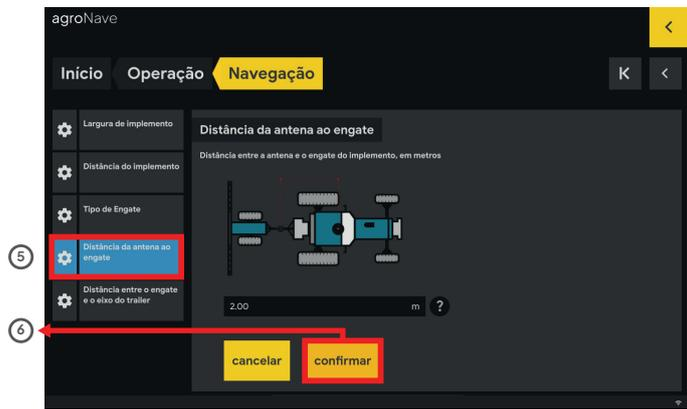 agroNave
Início
Operação
Navegação
K
Largura de implemento
Distância do implemento
Tipo de Engate
Distância da antena ao
engate
Distância entre o engate
e o eixo do trailer
Distância da antena ao engate
Distância entre a antena e o engate do implemento, em metros
2.00
m
?
cancelar
confirmar
5
6